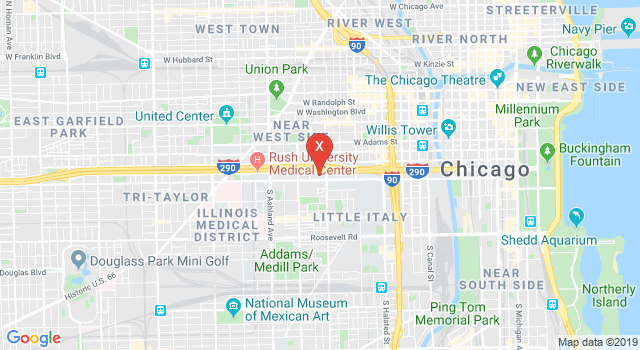 W Chicago Ave
STREETERVILLE
N Homan Ave
RIVER WEST
WEST TOWN
Navy Pier
RIVER NORTH
90
W Franklin Blvd
W Hubbard St
W Kinzie St
Chicago
Riverwalk
Union Park
The Chicago Theatre
NEW EAST SIDE
W Randolph St
W Washington Blvd
Millennium
Park
EAST GARFIELD
PARK
United Center
NEAR
WEST SIDE
Willis Tower
W Adams St
X
Buckingham
Fountain
290
Rush University
Medical Center
90
290
Chicago
TRI-TAYLOR
S Ashland Ave
ILLINOIS
MEDICAL
DISTRICT
LITTLE ITALY
Roosevelt Rd
Shedd Aquarium
Douglass Park Mini Golf
Addams/
Medill Park
S Canal St
Douglas Blvd
Historic U.S. 66
NEAR
SOUTH SIDE
Northerly
Island
National Museum
of Mexican Art
S Halsted St
Ping Tom
Memorial Park
S Michigan Ave
Google
Map data ©2019